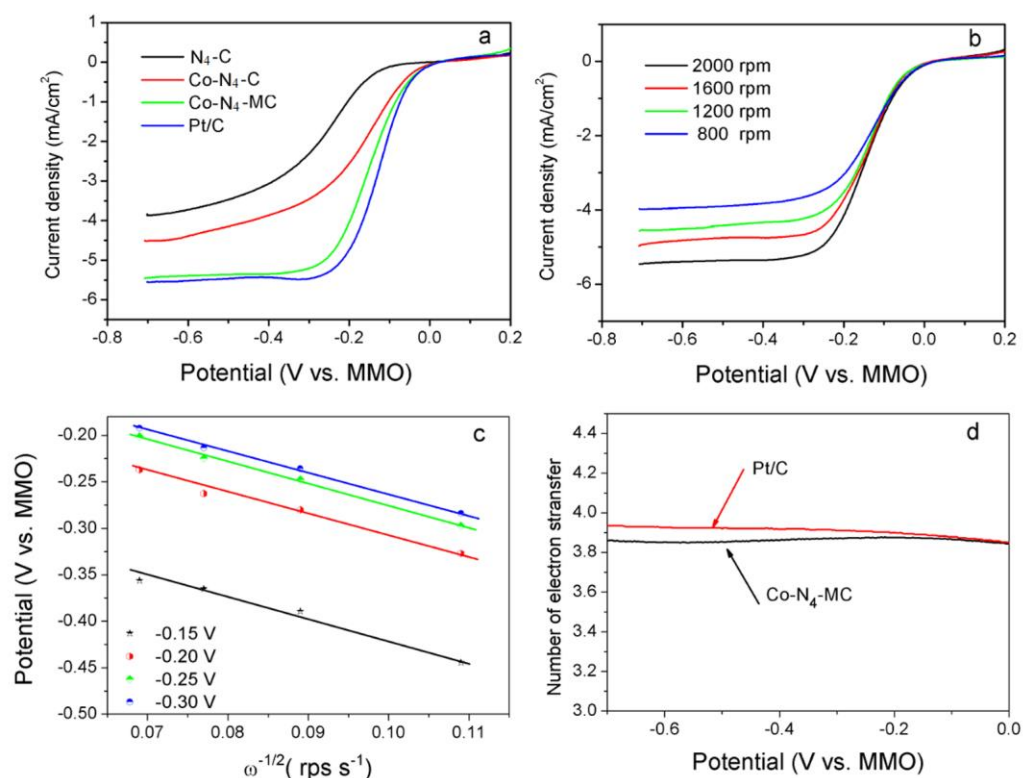 a
N₄-C
Co-N₄-C
Co-N₄-MC
Pt/C
Current density (mA/cm²)
1
0
-1
-2
-3
-4
-5
-6
-0.8 -0.6 -0.4 -0.2 0.0 0.2
Potential (V vs. MMO)
b
2000 rpm
1600 rpm
1200 rpm
800 rpm
Current density (mA/cm²)
0
-2
-4
-6
-0.8 -0.6 -0.4 -0.2 0.0 0.2
Potential (V vs. MMO)
c
Potential (V vs. MMO)
-0.20
-0.25
-0.30
-0.35
-0.40
-0.45
-0.50
-0.15 V
-0.20 V
-0.25 V
-0.30 V
0.07 0.08 0.09 0.10 0.11
ω⁻¹/²( rps s⁻¹)
d
Number of electron stransfer
4.4
4.2
4.0
3.9
3.8
3.6
3.4
3.3
3.1
3.0
Pt/C
Co-N₄-MC
-0.6 -0.4 -0.2 0.0
Potential (V vs. MMO)